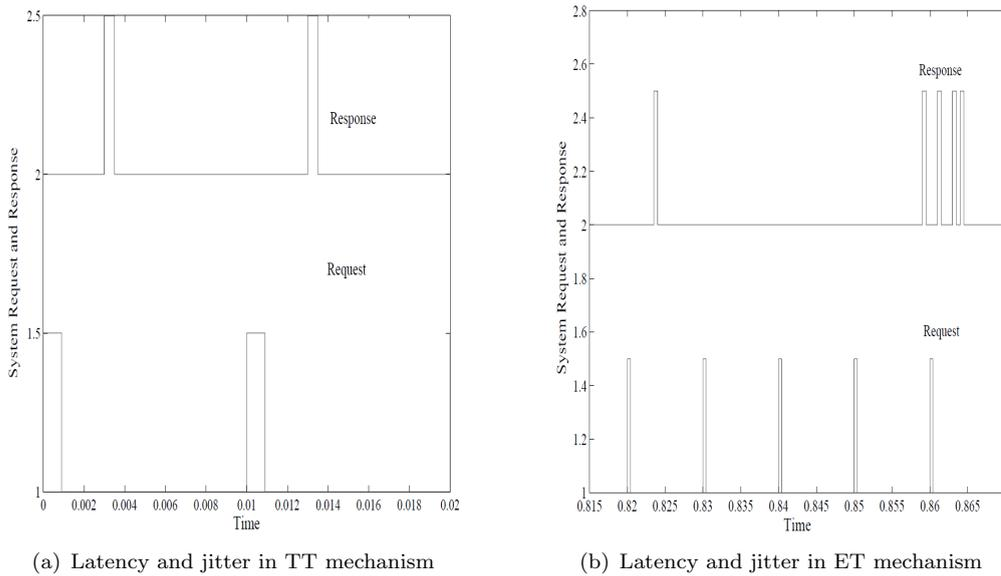 2.5
2
1.5
1
System Request and Response
Response
Request
0 0.002 0.004 0.006 0.008 0.01 0.012 0.014 0.016 0.018 0.02
Time
(a) Latency and jitter in TT mechanism
2.8
2.6
2.4
2.2
2
1.8
1.6
1.4
1.2
1
System Request and Response
Response
Request
0.815 0.82 0.825 0.83 0.835 0.84 0.845 0.85 0.855 0.86 0.865
Time
(b) Latency and jitter in ET mechanism